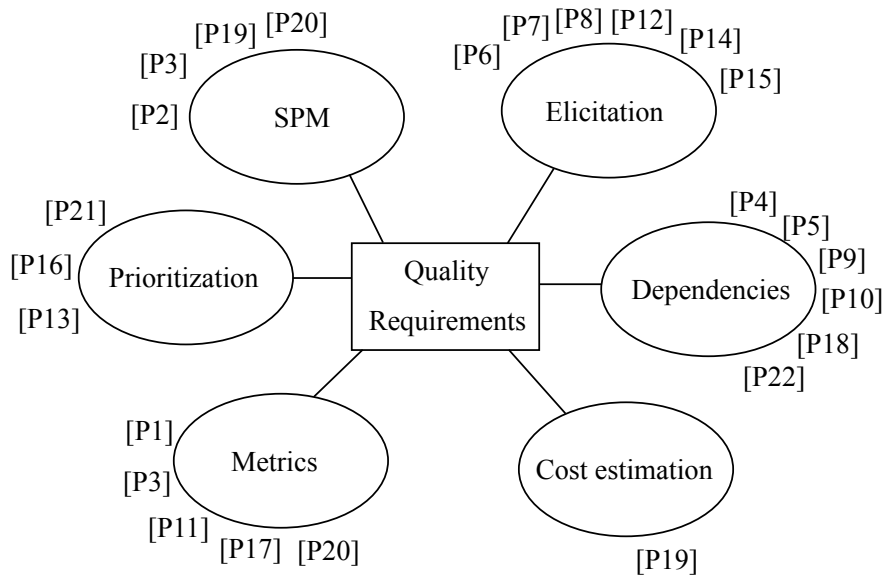 [P20]
[P19]
[P3]
[P2]
SPM
[P6]
[P7]
[P8]
[P12]
[P14]
[P15]
Elicitation
[P21]
[P16]
[P13]
Prioritization
Quality
Requirements
[P4]
[P5]
[P9]
[P10]
[P18]
[P22]
Dependencies
[P1]
[P3]
[P11]
[P17]
[P20]
Metrics
Cost estimation
[P19]